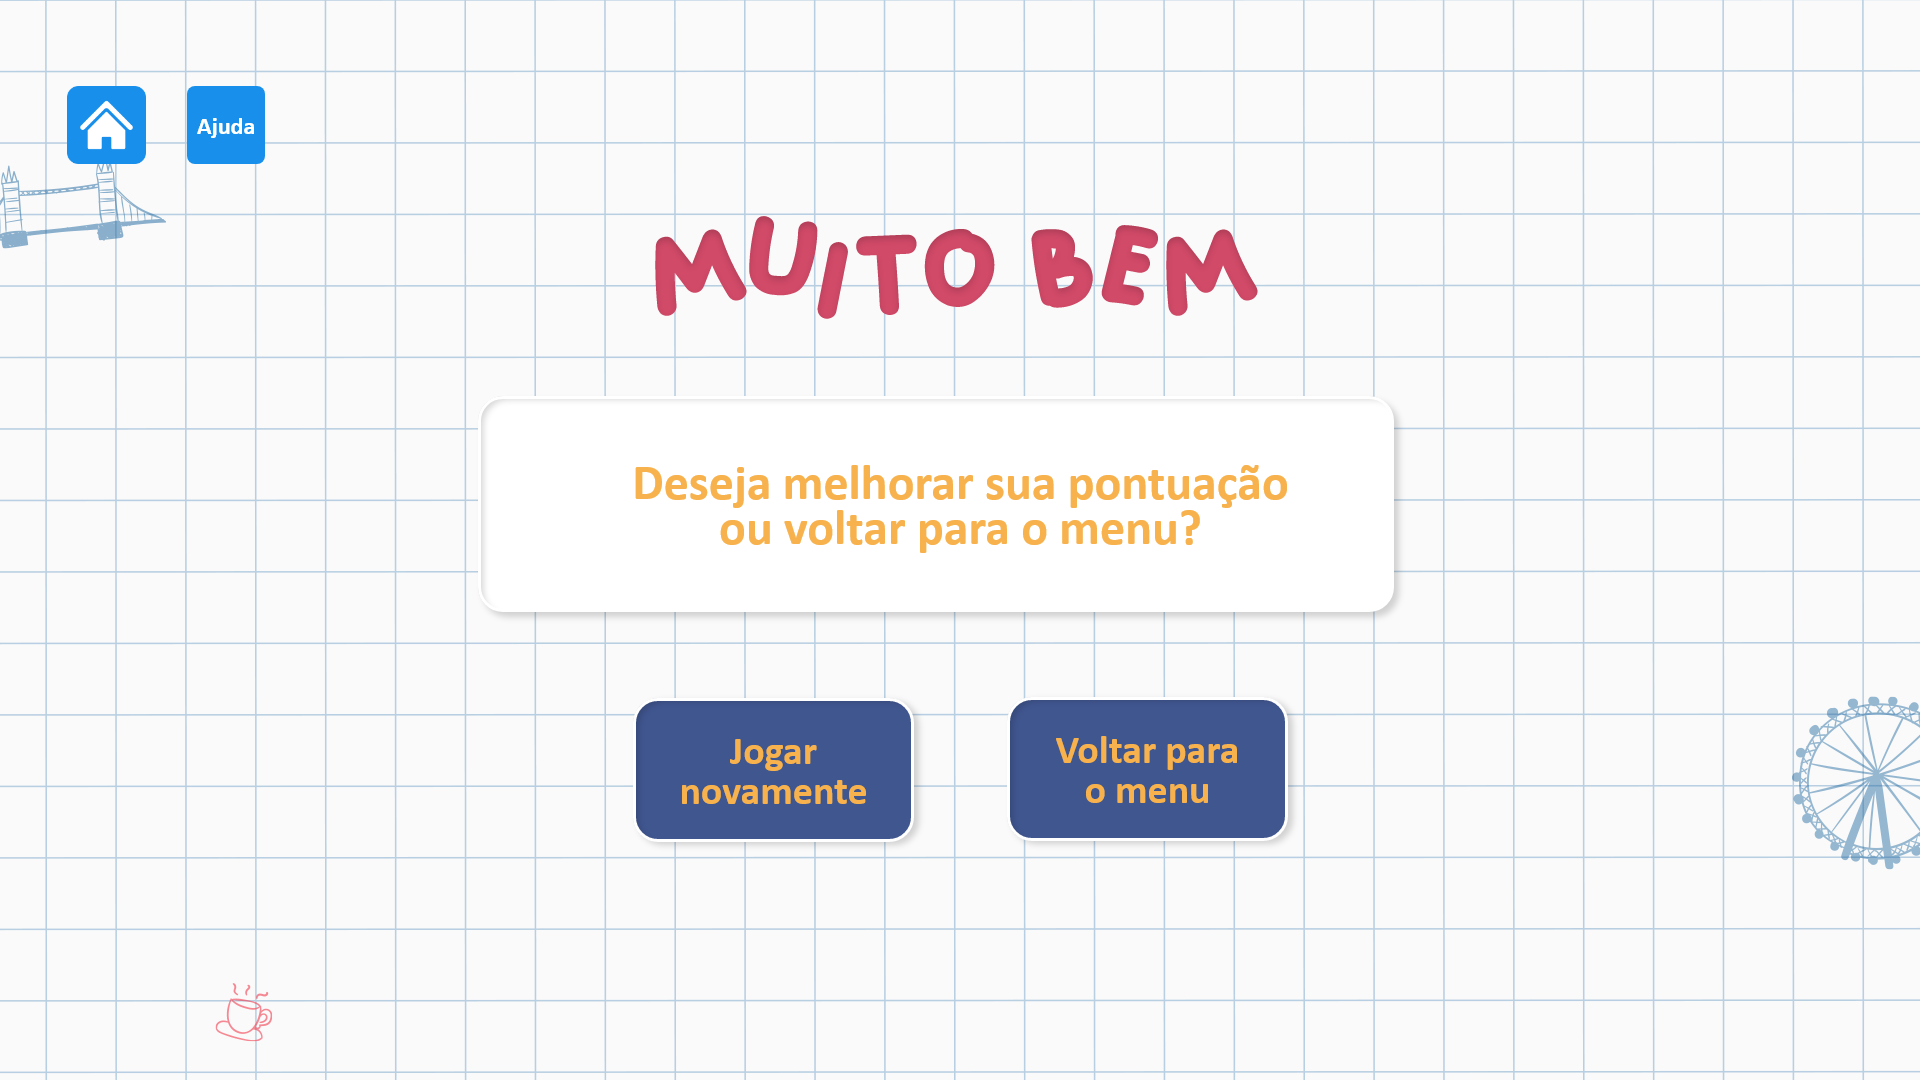 Ajuda
MUITO BEM
Deseja melhorar sua pontuação
ou voltar para o menu?
Jogar
novamente
Voltar para
o menu